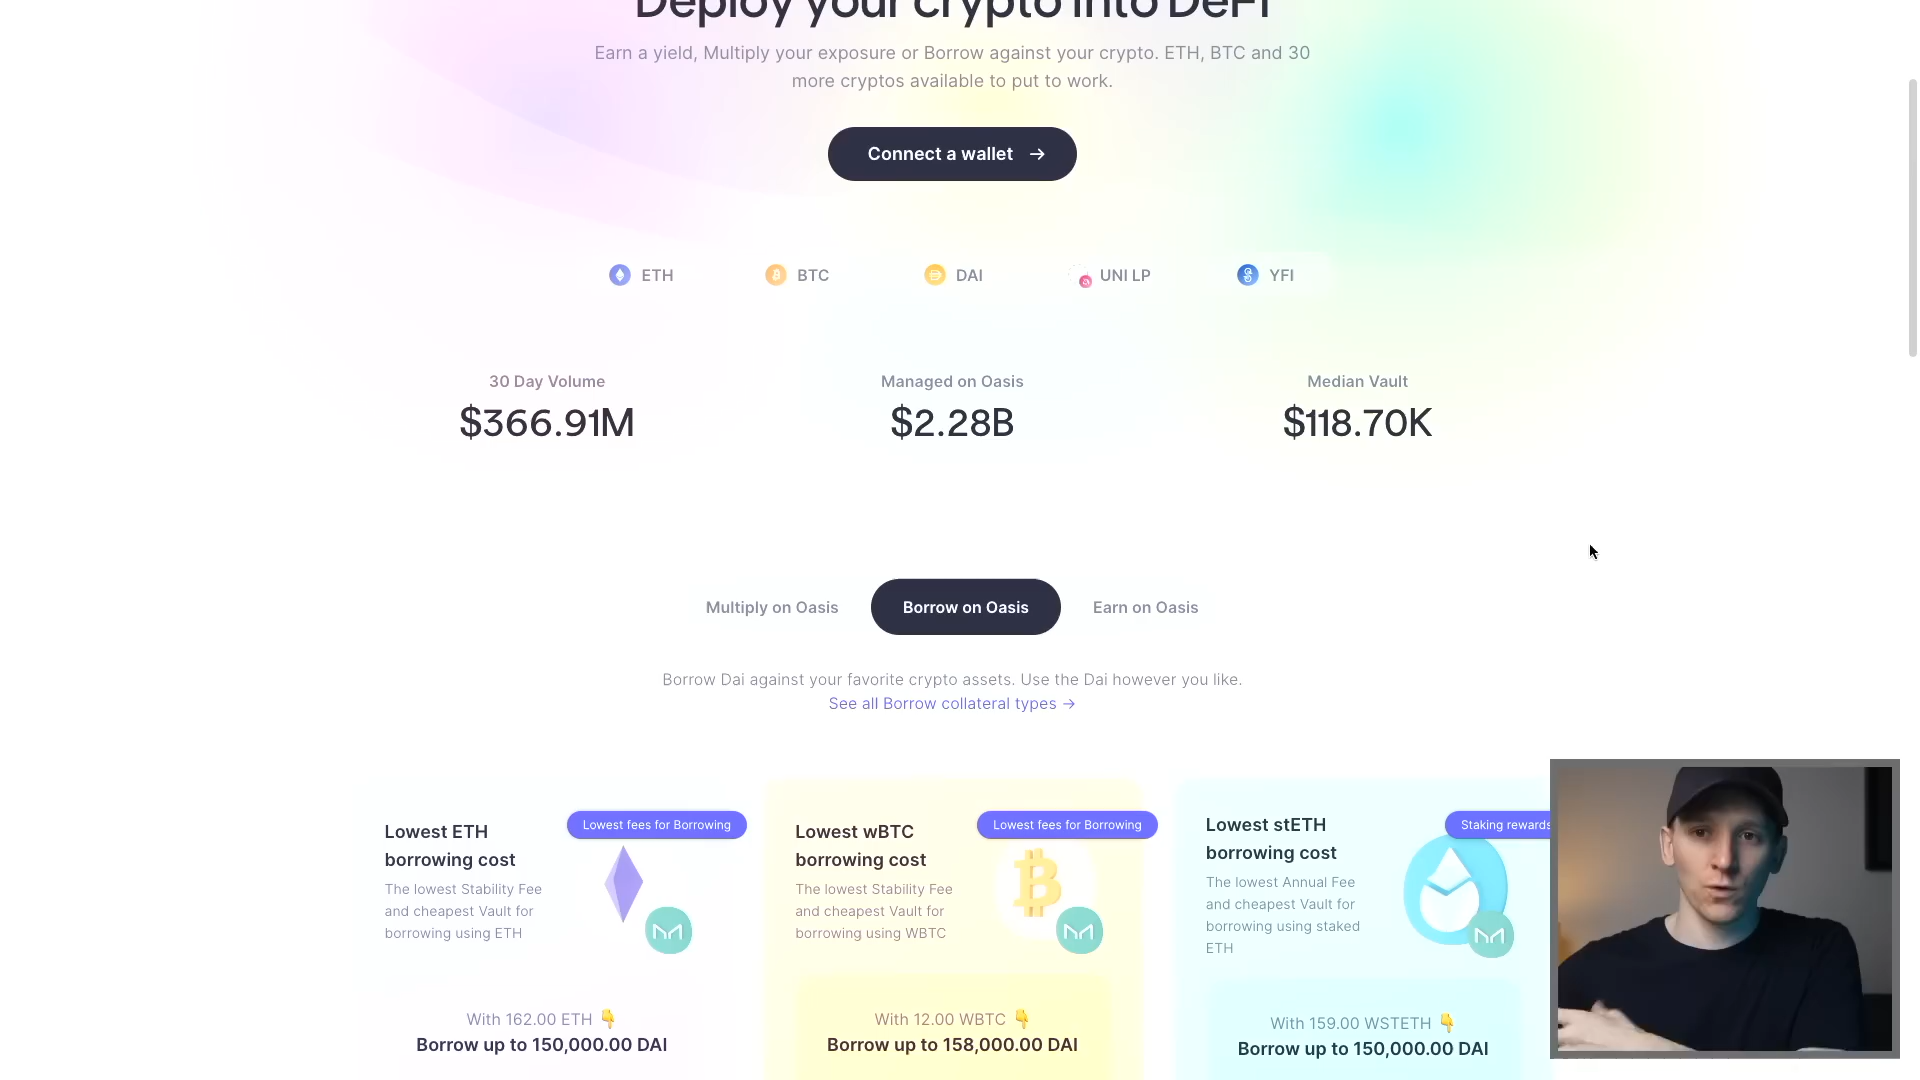 Deploy your crypto into DeFi
Earn a yield, Multiply your exposure or Borrow against your crypto. ETH, BTC and 30
more cryptos available to put to work.
Connect a wallet →
ETH
BTC
DAI
UNI LP
YFI
30 Day Volume
$366.91M
Managed on Oasis
$2.28B
Median Vault
$118.70K
Multiply on Oasis
Borrow on Oasis
Earn on Oasis
Borrow Dai against your favorite crypto assets. Use the Dai however you like.
See all Borrow collateral types →
Lowest fees for Borrowing
Lowest ETH
borrowing cost
The lowest Stability Fee
and cheapest Vault for
borrowing using ETH
With 162.00 ETH 👇
Borrow up to 150,000.00 DAI
Lowest fees for Borrowing
Lowest wBTC
borrowing cost
The lowest Stability Fee
and cheapest Vault for
borrowing using WBTC
With 12.00 WBTC 👇
Borrow up to 158,000.00 DAI
Staking rewards
Lowest stETH
borrowing cost
The lowest Annual Fee
and cheapest Vault for
borrowing using staked
ETH
With 159.00 WSTETH 👇
Borrow up to 150,000.00 DAI